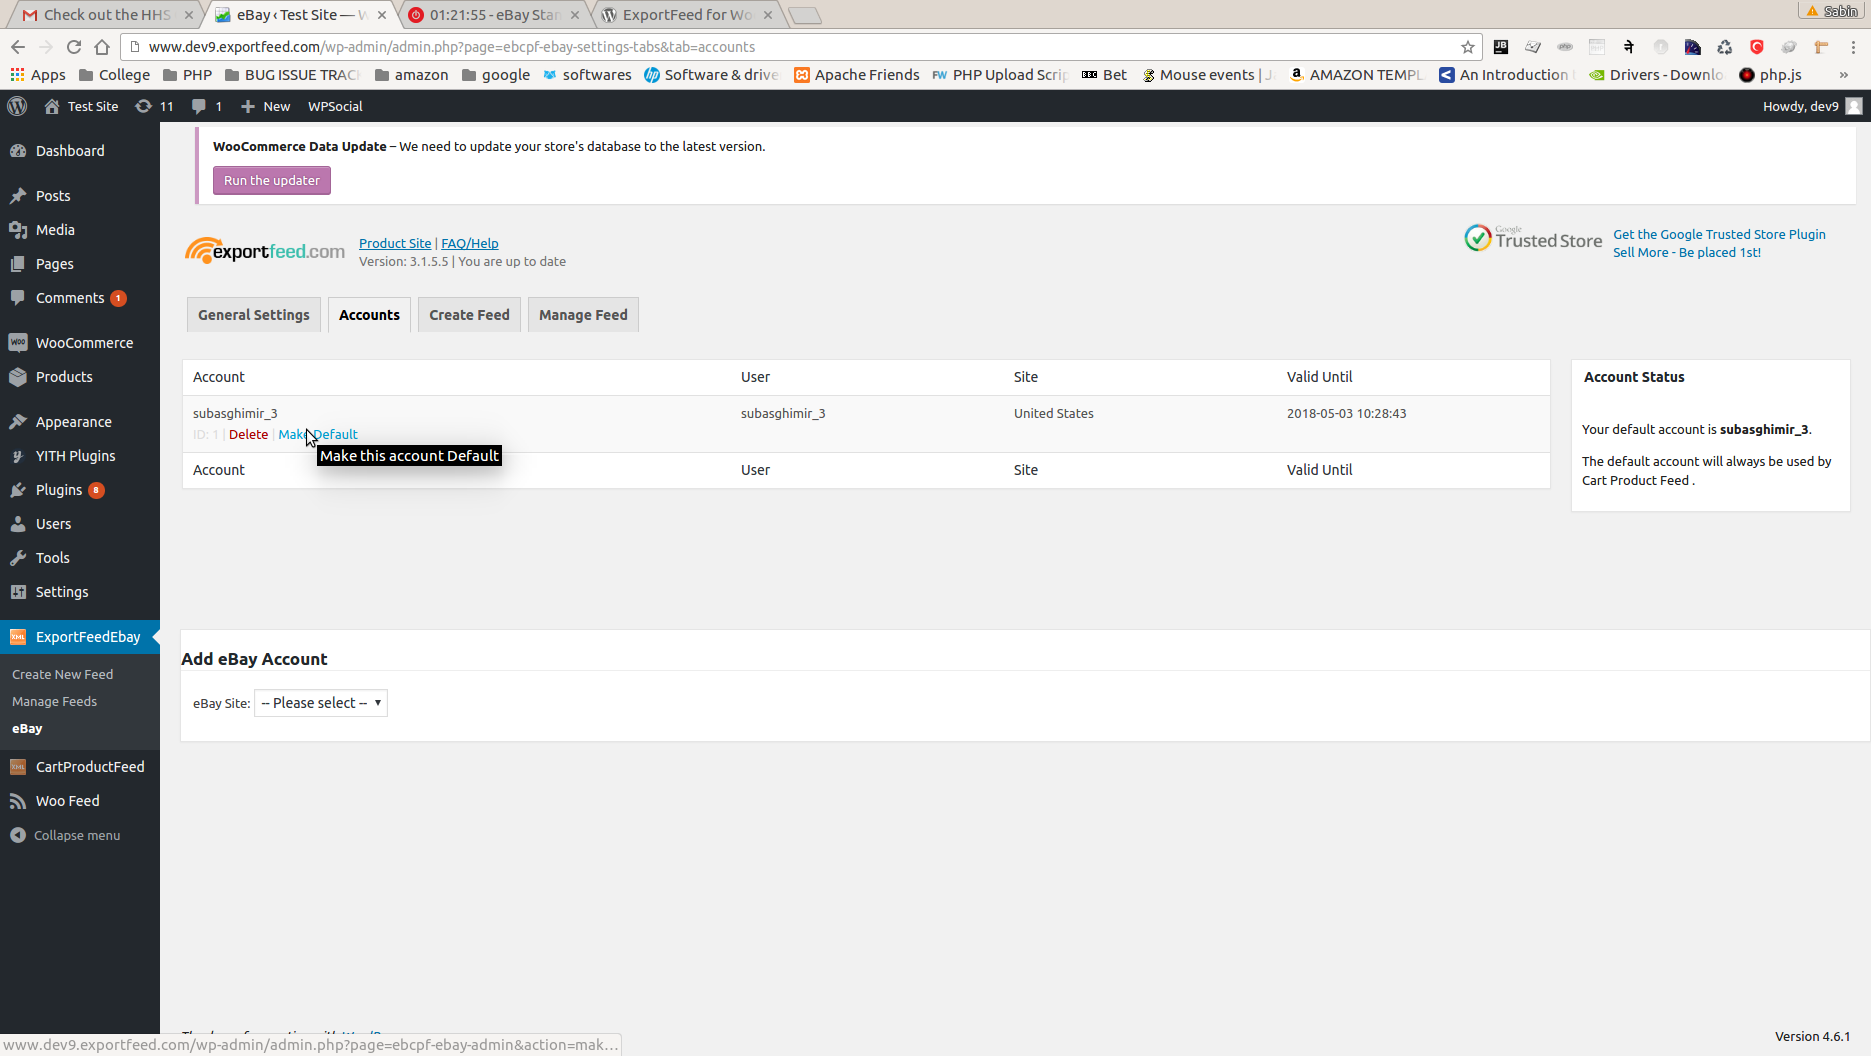 Check out the HHS
eBay ‹ Test Site — W
01:21:55 - eBay Stan
ExportFeed for Wo
Sabin
www.dev9.exportfeed.com/wp-admin/admin.php?page=ebcpf-ebay-settings-tabs&tab=accounts
Apps
College
PHP
BUG ISSUE TRAC
amazon
google
softwares
Software & drive
Apache Friends
FW PHP Upload Scrip
BBC Bet
Mouse events | J
AMAZON TEMPL
An Introduction
Drivers - Downlo
php.js
»
Test Site
11
1
New
WPSocial
Howdy, dev9
Dashboard
Posts
Media
Pages
Comments 1
WooCommerce
Products
Appearance
YITH Plugins
Plugins 8
Users
Tools
Settings
ExportFeedEbay
Create New Feed
Manage Feeds
eBay
CartProductFeed
Woo Feed
Collapse menu
WooCommerce Data Update – We need to update your store's database to the latest version.
Run the updater
exportfeed.com
Product Site | FAQ/Help
Version: 3.1.5.5 | You are up to date
Google
Trusted Store
Get the Google Trusted Store Plugin
Sell More - Be placed 1st!
General Settings
Accounts
Create Feed
Manage Feed
Account User Site Valid Until
subasghimir_3 subasghimir_3 United States 2018-05-03 10:28:43
ID: 1 | Delete | Make Default
Make this account Default
Account User Site Valid Until
Account Status
Your default account is subasghimir_3.
The default account will always be used by
Cart Product Feed .
Add eBay Account
eBay Site: -- Please select --
Version 4.6.1
www.dev9.exportfeed.com/wp-admin/admin.php?page=ebcpf-ebay-admin&action=mak...